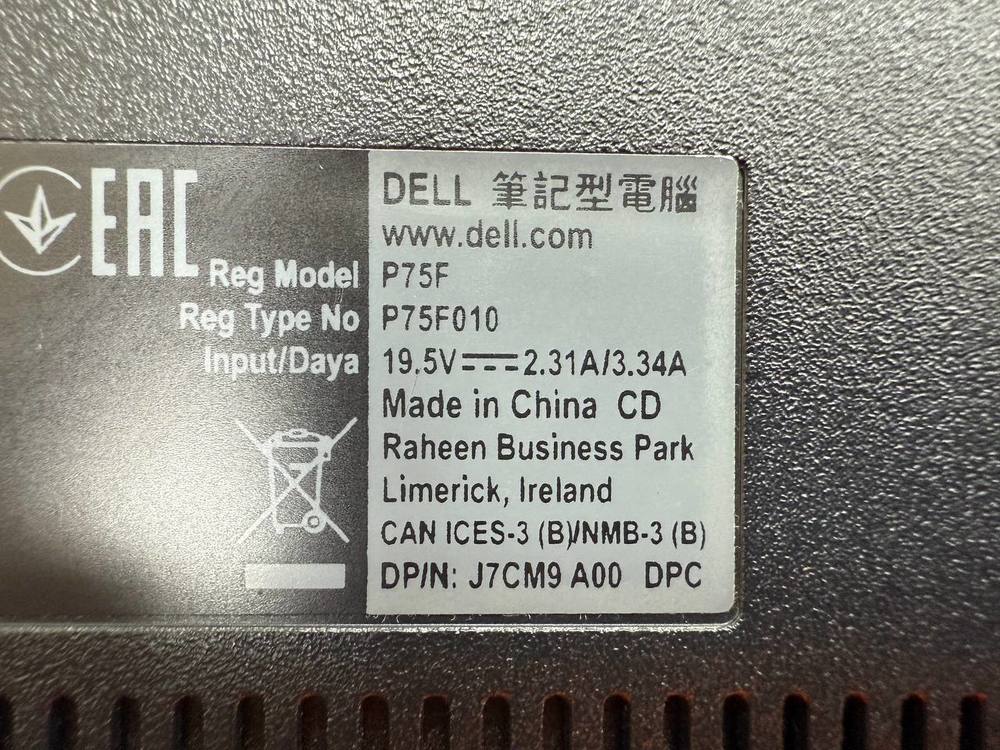 EAC
DELL 筆記型電腦
www.dell.com
Reg Model P75F
Reg Type No P75F010
Input/Daya 19.5V⎓2.31A/3.34A
Made in China CD
Raheen Business Park
Limerick, Ireland
CAN ICES-3 (B)/NMB-3 (B)
DP/N: J7CM9 A00 DPC